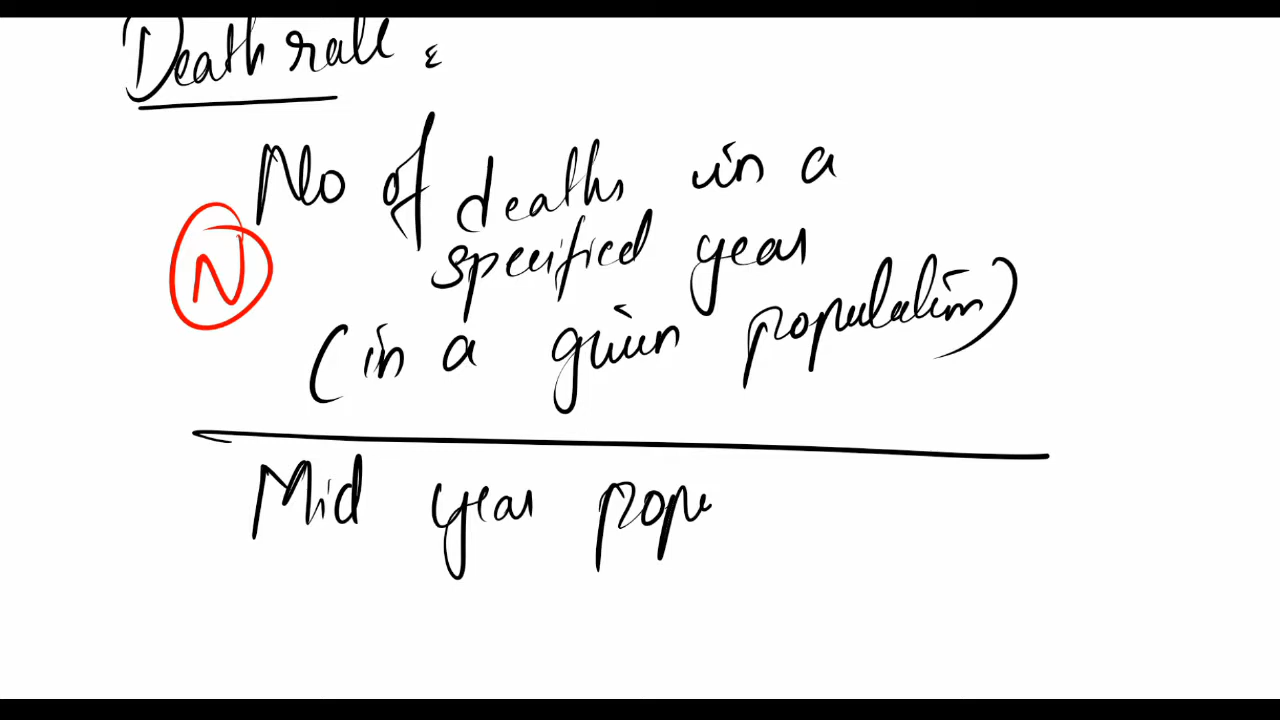 Death rate :
No of deaths in a
specified year
N
(in a given population)
Mid year popu